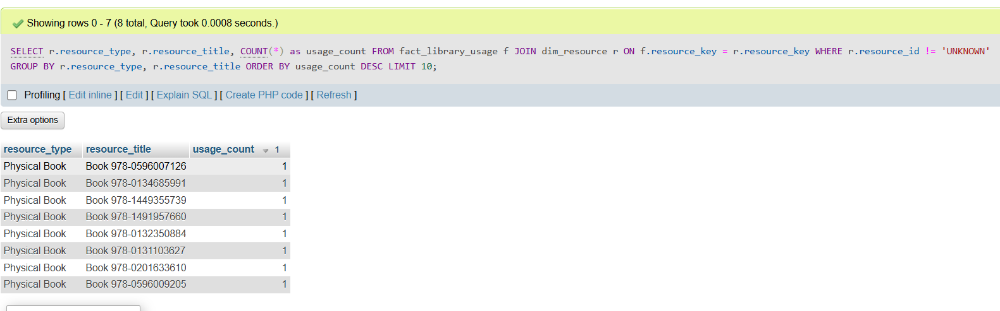 Showing rows 0 - 7 (8 total, Query took 0.0008 seconds.)
SELECT r.resource_type, r.resource_title, COUNT(*) as usage_count FROM fact_library_usage f JOIN dim_resource r ON f.resource_key = r.resource_key WHERE r.resource_id != 'UNKNOWN'
GROUP BY r.resource_type, r.resource_title ORDER BY usage_count DESC LIMIT 10;
Profiling [ Edit inline ] [ Edit ] [ Explain SQL ] [ Create PHP code ] [ Refresh ]
Extra options
resource_type resource_title usage_count 1
Physical Book Book 978-0596007126 1
Physical Book Book 978-0134685991 1
Physical Book Book 978-1449355739 1
Physical Book Book 978-1491957660 1
Physical Book Book 978-0132350884 1
Physical Book Book 978-0131103627 1
Physical Book Book 978-0201633610 1
Physical Book Book 978-0596009205 1